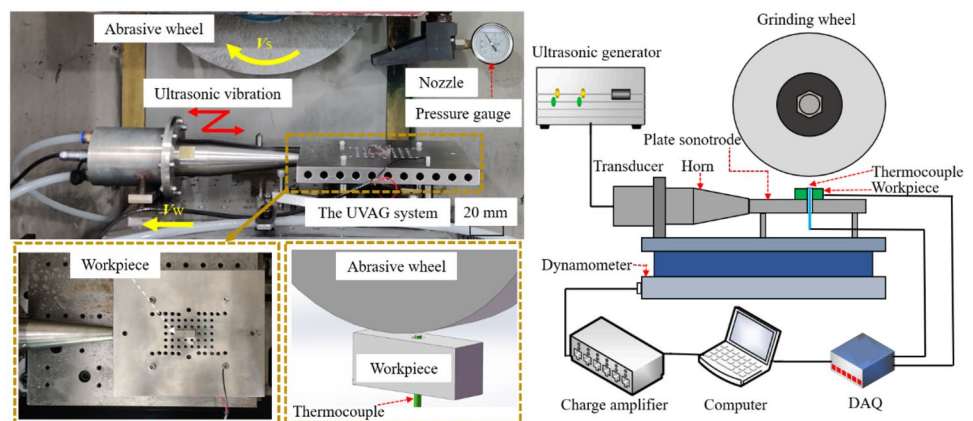 Abrasive wheel
Vs
Nozzle
Ultrasonic vibration
Pressure gauge
Vw
The UVAG system
20 mm
Workpiece
Abrasive wheel
Workpiece
Thermocouple
Grinding wheel
Ultrasonic generator
Plate sonotrode
Transducer
Horn
Thermocouple
Workpiece
Dynamometer
Charge amplifier
Computer
DAQ